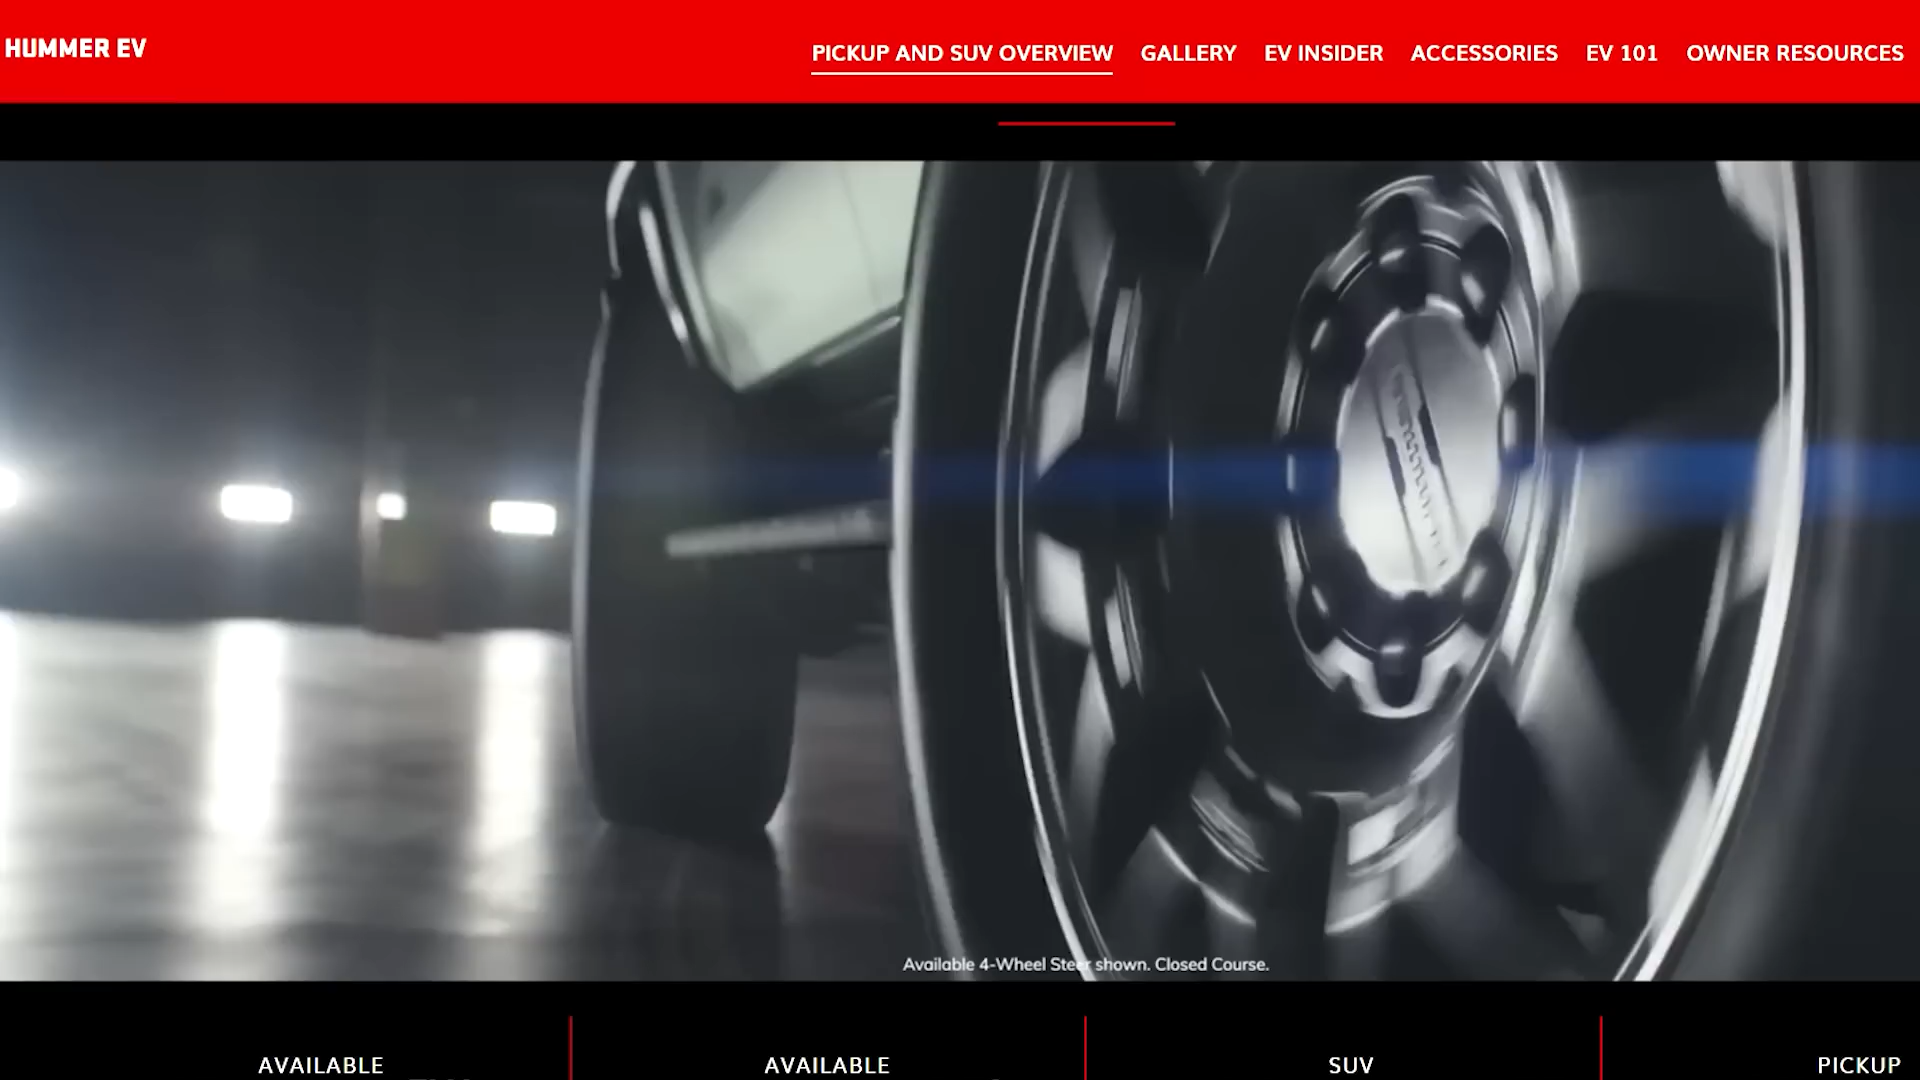 HUMMER EV
PICKUP AND SUV OVERVIEW
GALLERY
EV INSIDER
ACCESSORIES
EV 101
OWNER RESOURCES
Available 4-Wheel Steer shown. Closed Course.
AVAILABLE
AVAILABLE
SUV
PICKUP